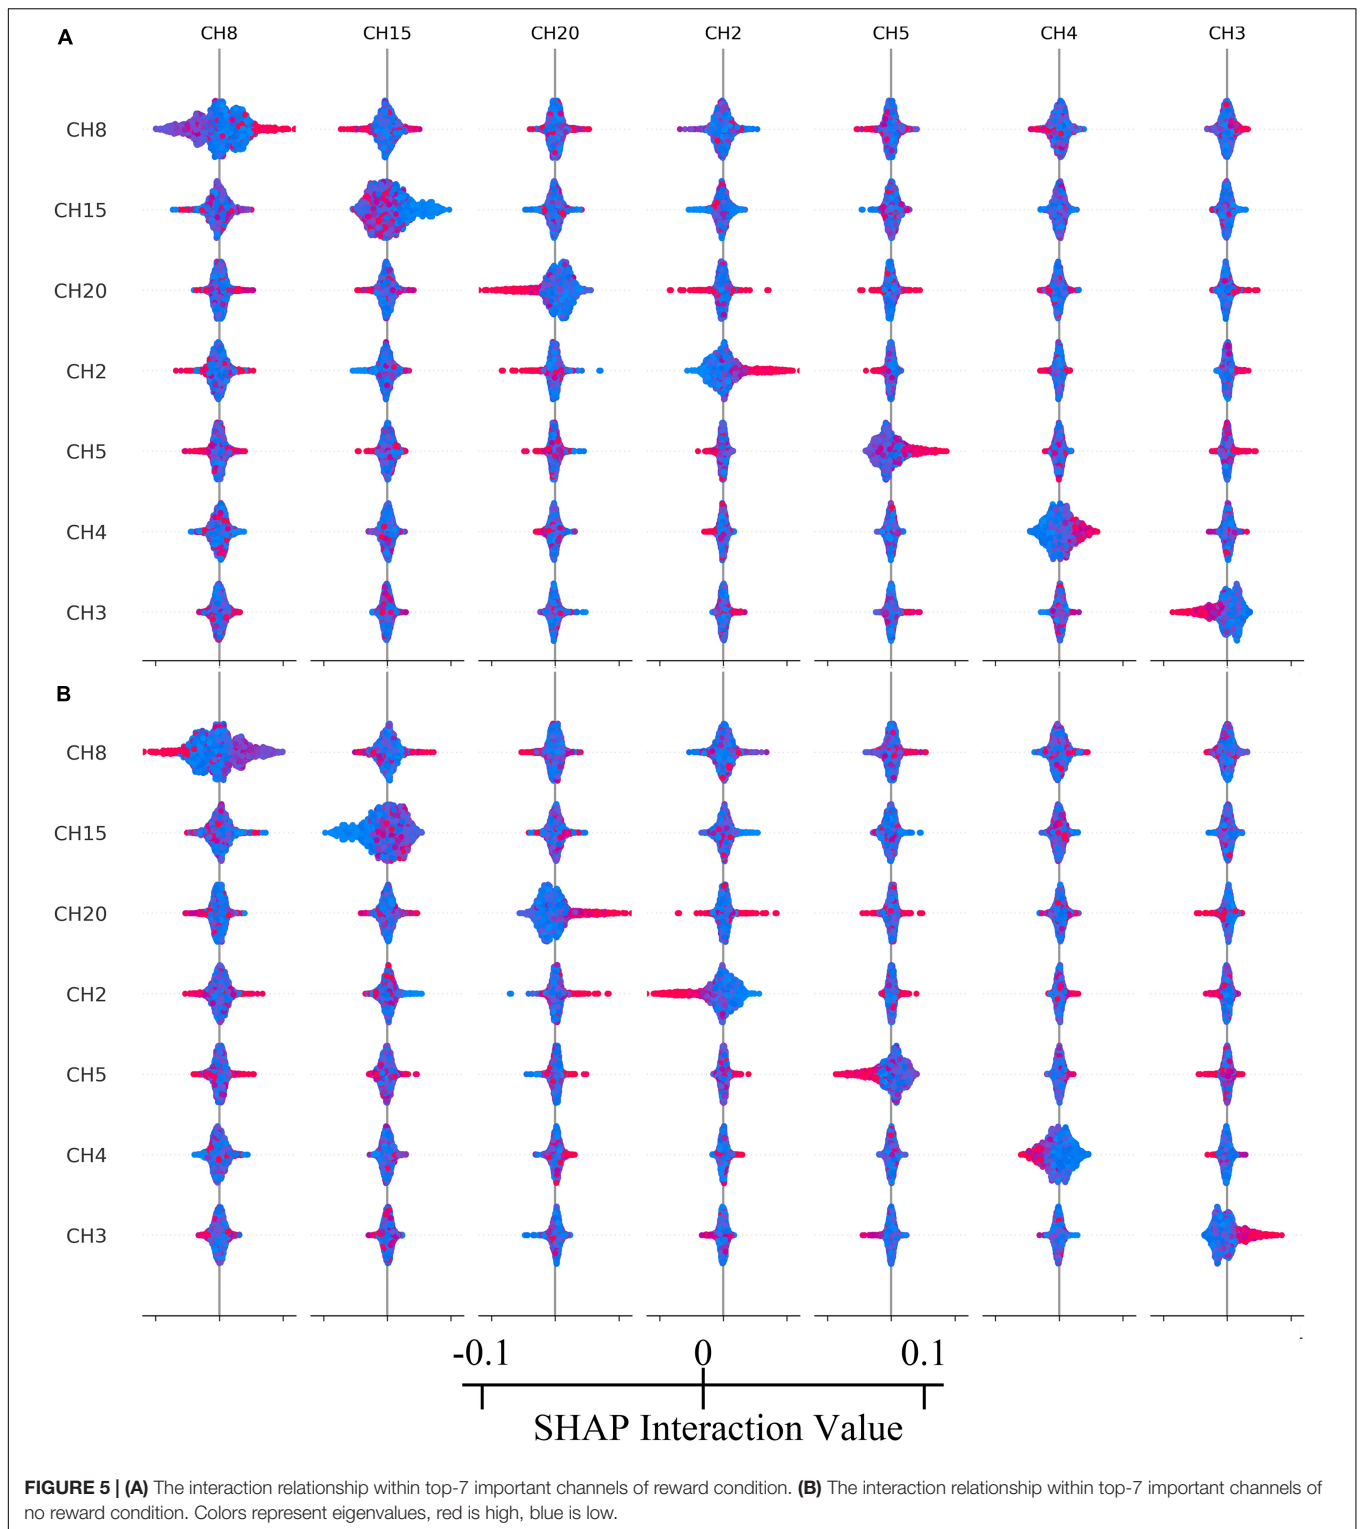 A
CH8 CH15 CH20 CH2 CH5 CH4 CH3
CH8
CH15
CH20
CH2
CH5
CH4
CH3
B
CH8
CH15
CH20
CH2
CH5
CH4
CH3
-0.1 0 0.1
SHAP Interaction Value
FIGURE 5 | (A) The interaction relationship within top-7 important channels of reward condition. (B) The interaction relationship within top-7 important channels of
no reward condition. Colors represent eigenvalues, red is high, blue is low.